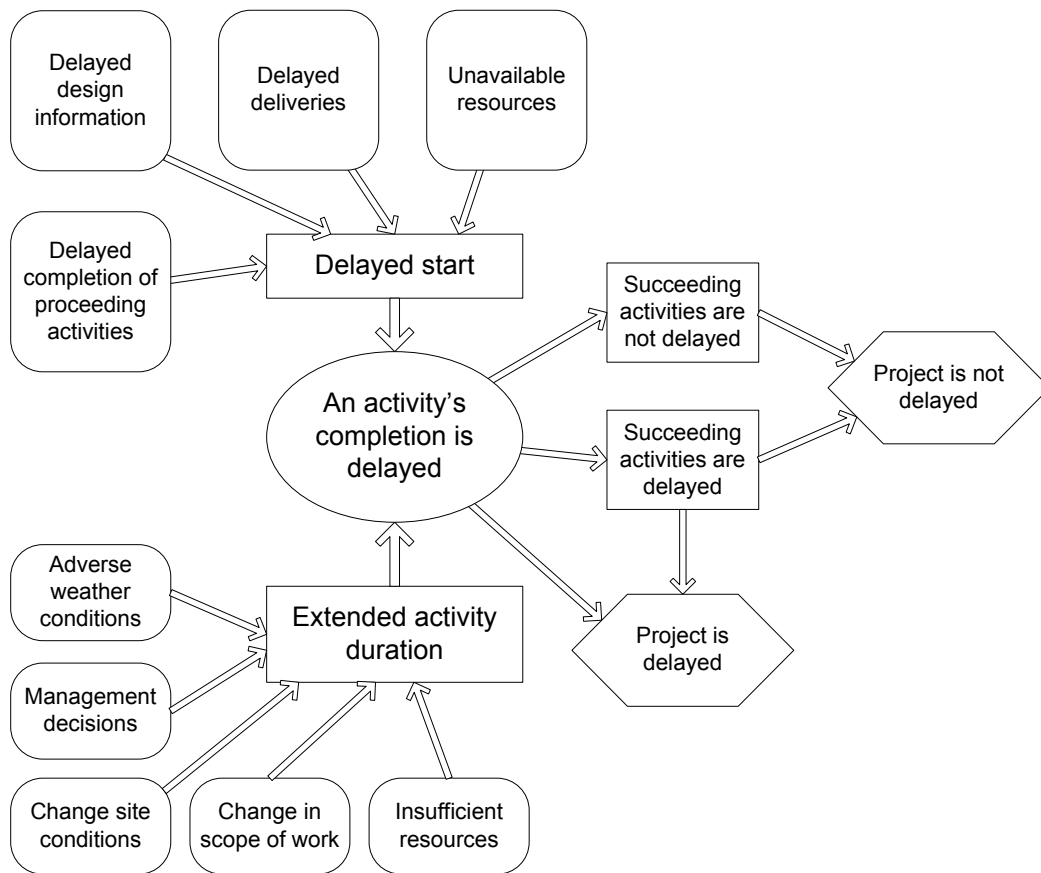 Delayed
design
information
Delayed
deliveries
Unavailable
resources
Delayed
completion of
proceeding
activities
Delayed start
Succeeding
activities are
not delayed
Project is not
delayed
An activity’s
completion is
delayed
Succeeding
activities are
delayed
Adverse
weather
conditions
Extended activity
duration
Project is
delayed
Management
decisions
Change site
conditions
Change in
scope of work
Insufficient
resources